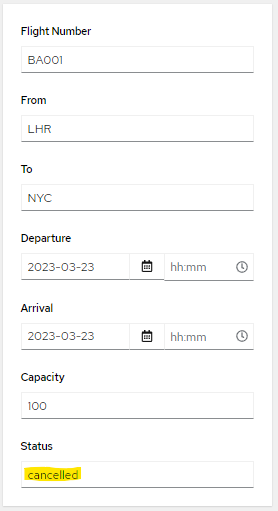 Flight Number
BA001
From
LHR
To
NYC
Departure
2023-03-23 hh:mm
Arrival
2023-03-23 hh:mm
Capacity
100
Status
cancelled